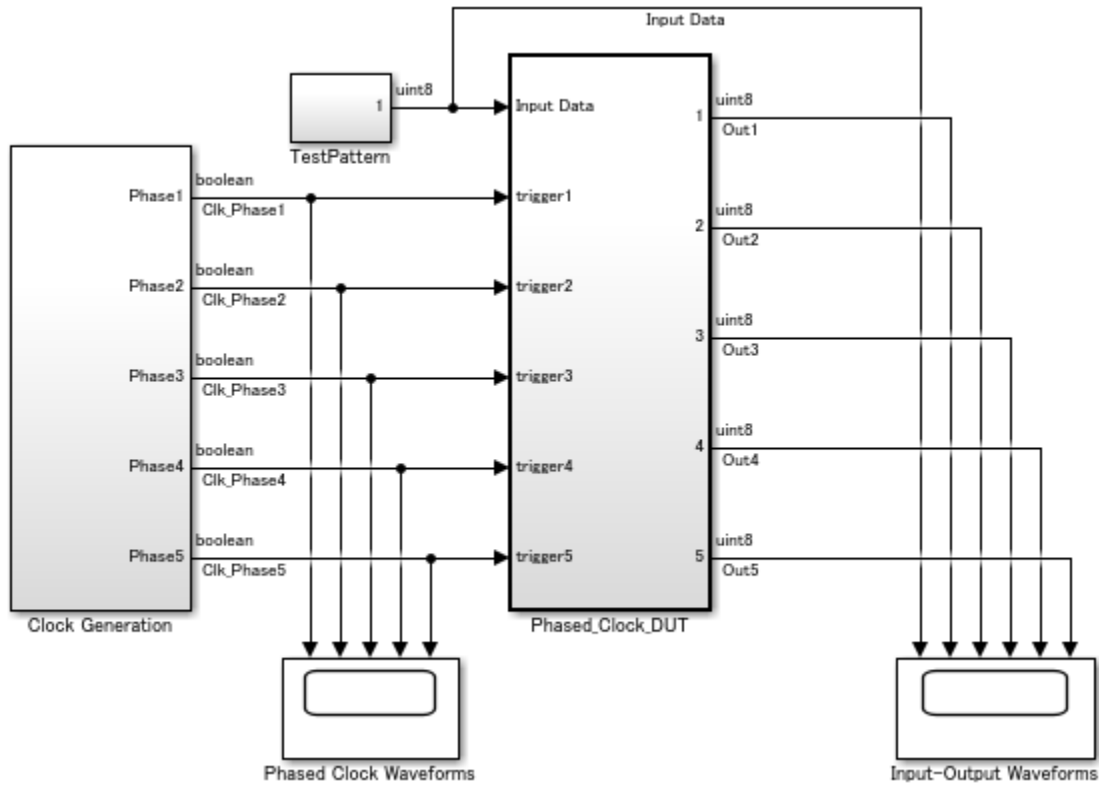 Input Data
uint8
1
TestPattern
Input Data
uint8
1
Out1
boolean
Phase1
Clk_Phase1
trigger1
uint8
2
Out2
boolean
Phase2
Clk_Phase2
trigger2
uint8
3
Out3
boolean
Phase3
Clk_Phase3
trigger3
uint8
4
Out4
boolean
Phase4
Clk_Phase4
trigger4
uint8
5
Out5
boolean
Phase5
Clk_Phase5
trigger5
Clock Generation
Phased_Clock_DUT
Phased Clock Waveforms
Input-Output Waveforms